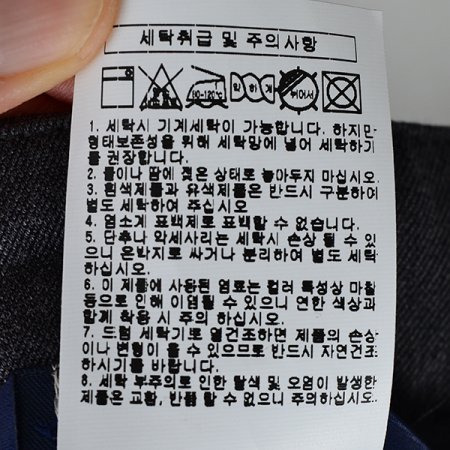 세탁취급 및 주의사항
80-120℃
약하게
뉘어서
1. 세탁시 기계세탁이 가능합니다. 하지만
형태보존성을 위해 세탁망에 넣어 세탁하기
를 권장합니다.
2. 물이나 땀에 젖은 상태로 놓아두지 마십시오.
3. 흰색제품과 유색제품은 반드시 구분하여
별도 세탁하여 주십시오
4. 염소계 표백제로 표백할 수 없습니다.
5. 단추나 악세사리는 세탁시 손상 될 수 있
으니 은박지로 싸거나 분리하여 별도 세탁
하십시오.
6. 이 제품에 사용된 염료는 컬러 특성상 마찰
등으로 인해 이염될 수 있으니 연한 색상과
함께 착용 시 주의 하십시오.
7. 드럼 세탁기로 열건조하면 제품의 손상
이나 변형이 올 수 있으므로 반드시 자연건조
하시기를 바랍니다.
8. 세탁 부주의로 인한 탈색 및 오염이 발생한
제품은 교환, 반품 할 수 없으니 주의하십시오.